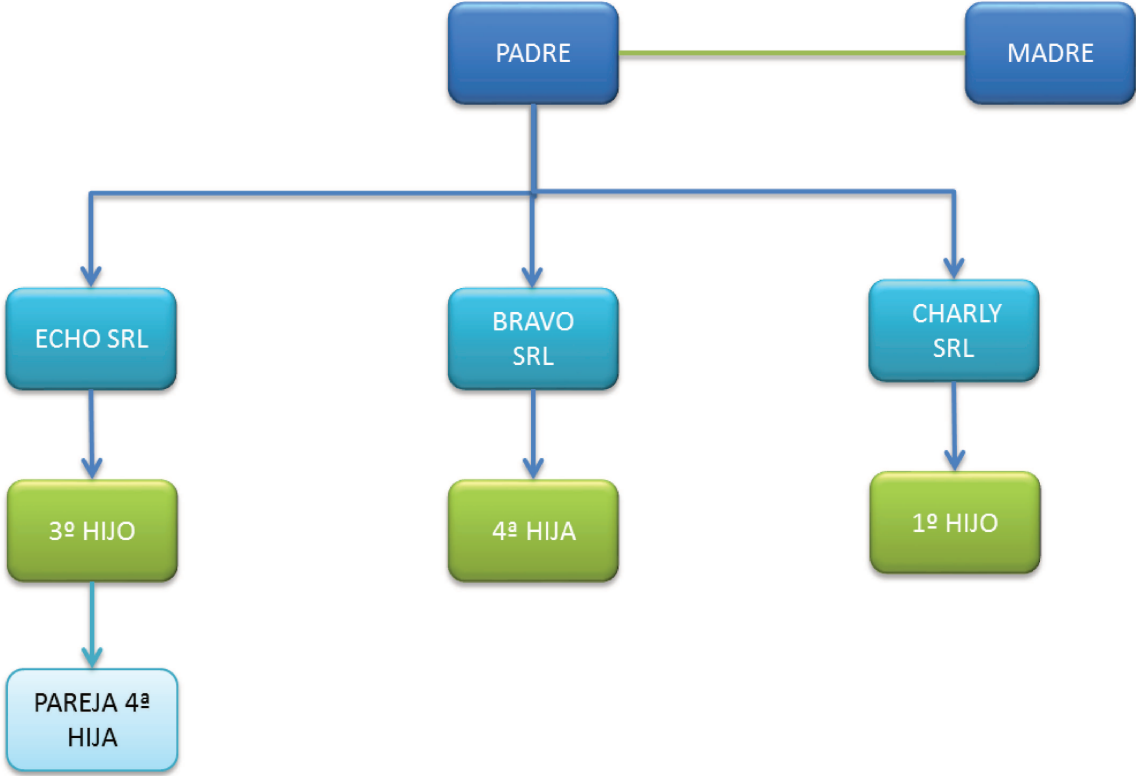 PADRE
MADRE
ECHO SRL
BRAVO
SRL
CHARLY
SRL
3º HIJO
4ª HIJA
1º HIJO
PAREJA 4ª
HIJA